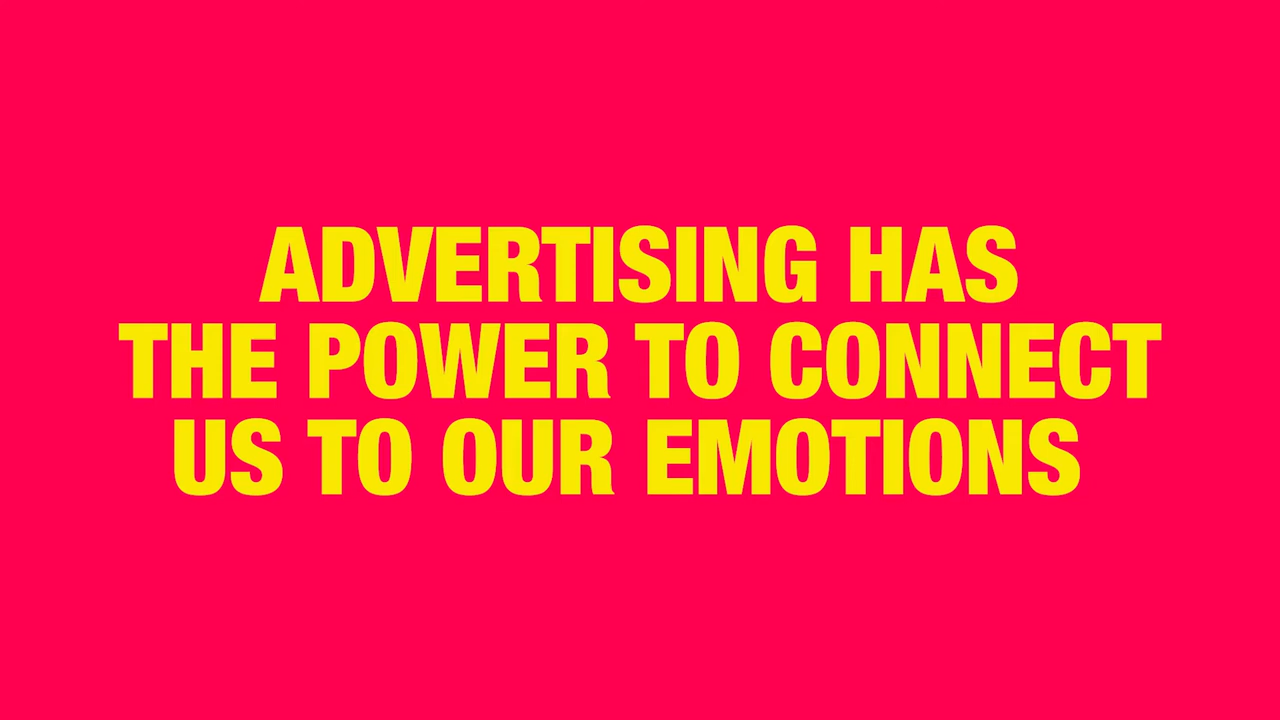 ADVERTISING HAS
THE POWER TO CONNECT
US TO OUR EMOTIONS